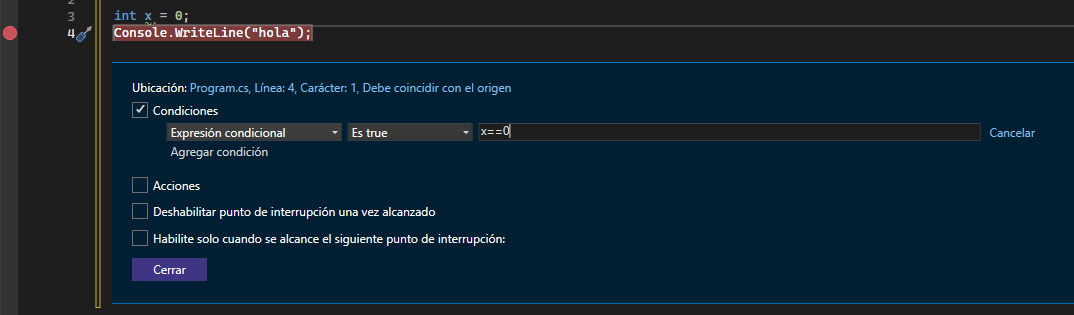 3 int x = 0;
4 Console.WriteLine("hola");
Ubicación: Program.cs, Línea: 4, Carácter: 1, Debe coincidir con el origen
Condiciones
Expresión condicional Es true x==0 Cancelar
Agregar condición
Acciones
Deshabilitar punto de interrupción una vez alcanzado
Habilite solo cuando se alcance el siguiente punto de interrupción:
Cerrar